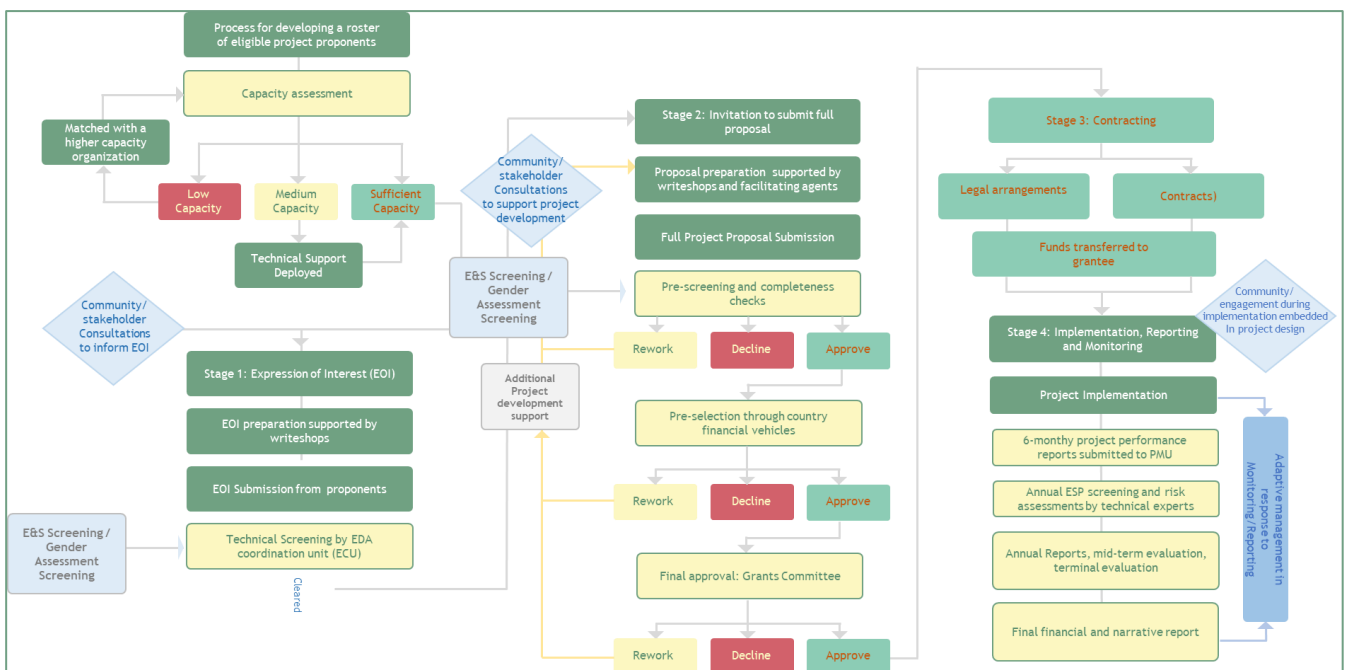 Process for developing a roster
of eligible project proponents
Capacity assessment
Matched with a
higher capacity
organization
Low
Capacity
Medium
Capacity
Sufficient
Capacity
Technical Support
Deployed
Community/
stakeholder
Consultations
to inform EOI
Stage 1: Expression of Interest (EOI)
EOI preparation supported by
writeshops
EOI Submission from proponents
E&S Screening /
Gender
Assessment
Screening
Technical Screening by EDA
coordination unit (ECU)
Cleared
Community/
stakeholder
Consultations
to support project
development
E&S Screening /
Gender
Assessment
Screening
Additional
Project
development
support
Stage 2: Invitation to submit full
proposal
Proposal preparation supported by
writeshops and facilitating agents
Full Project Proposal Submission
Pre-screening and completeness
checks
Rework
Decline
Approve
Pre-selection through country
financial vehicles
Rework
Decline
Approve
Final approval: Grants Committee
Rework
Decline
Approve
Stage 3: Contracting
Legal arrangements
Contracts)
Funds transferred to
grantee
Community/
engagement during
implementation embedded
In project design
Stage 4: Implementation, Reporting
and Monitoring
Project Implementation
6-monthy project performance
reports submitted to PMU
Annual ESP screening and risk
assessments by technical experts
Annual Reports, mid-term evaluation,
terminal evaluation
Final financial and narrative report
Adaptive management in
response to
Monitoring/Reporting